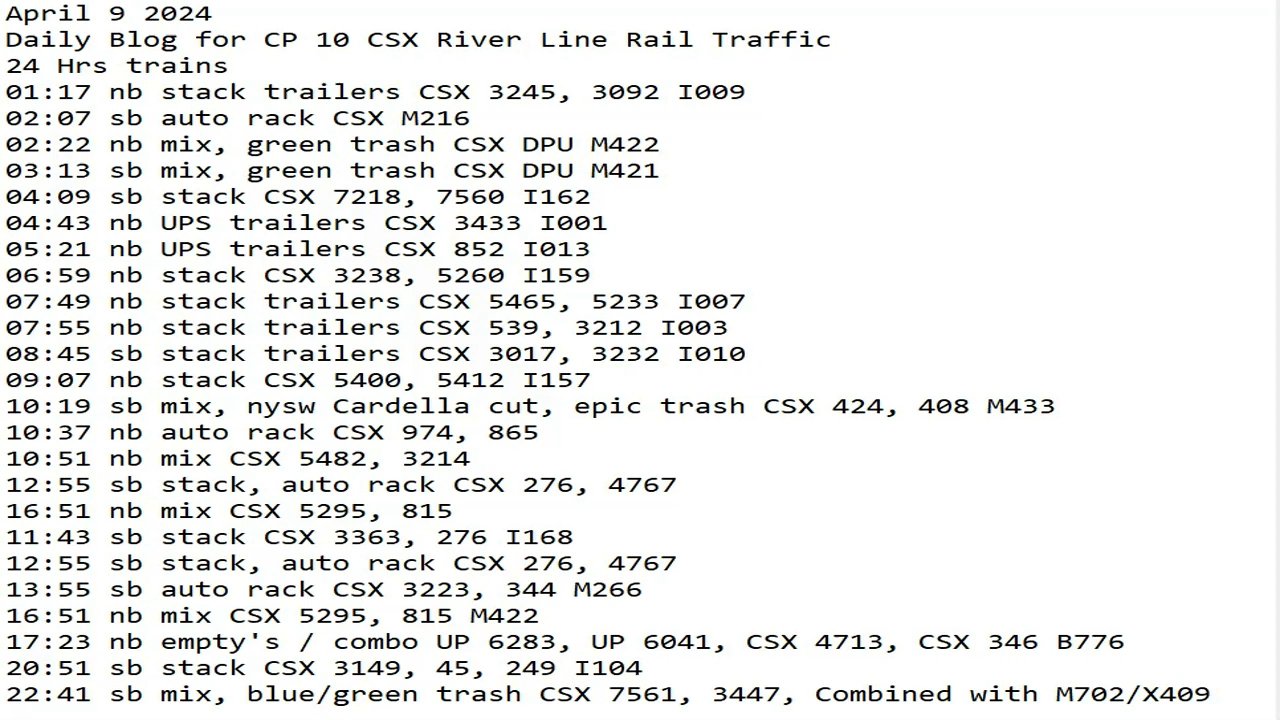 April 9 2024
Daily Blog for CP 10 CSX River Line Rail Traffic
24 Hrs trains
01:17 nb stack trailers CSX 3245, 3092 I009
02:07 sb auto rack CSX M216
02:22 nb mix, green trash CSX DPU M422
03:13 sb mix, green trash CSX DPU M421
04:09 sb stack CSX 7218, 7560 I162
04:43 nb UPS trailers CSX 3433 I001
05:21 nb UPS trailers CSX 852 I013
06:59 nb stack CSX 3238, 5260 I159
07:49 nb stack trailers CSX 5465, 5233 I007
07:55 nb stack trailers CSX 539, 3212 I003
08:45 sb stack trailers CSX 3017, 3232 I010
09:07 nb stack CSX 5400, 5412 I157
10:19 sb mix, nysw Cardella cut, epic trash CSX 424, 408 M433
10:37 nb auto rack CSX 974, 865
10:51 nb mix CSX 5482, 3214
12:55 sb stack, auto rack CSX 276, 4767
16:51 nb mix CSX 5295, 815
11:43 sb stack CSX 3363, 276 I168
12:55 sb stack, auto rack CSX 276, 4767
13:55 sb auto rack CSX 3223, 344 M266
16:51 nb mix CSX 5295, 815 M422
17:23 nb empty's / combo UP 6283, UP 6041, CSX 4713, CSX 346 B776
20:51 sb stack CSX 3149, 45, 249 I104
22:41 sb mix, blue/green trash CSX 7561, 3447, Combined with M702/X409